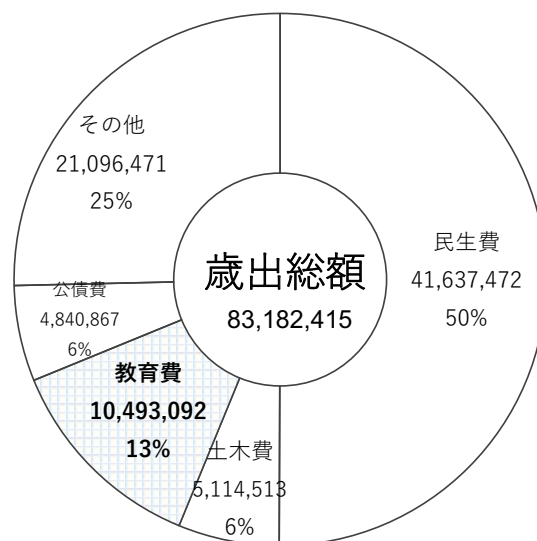 その他
21,096,471
25%
民生費
41,637,472
50%
歳出総額
83,182,415
公債費
4,840,867
6%
教育費
10,493,092
13%
土木費
5,114,513
6%